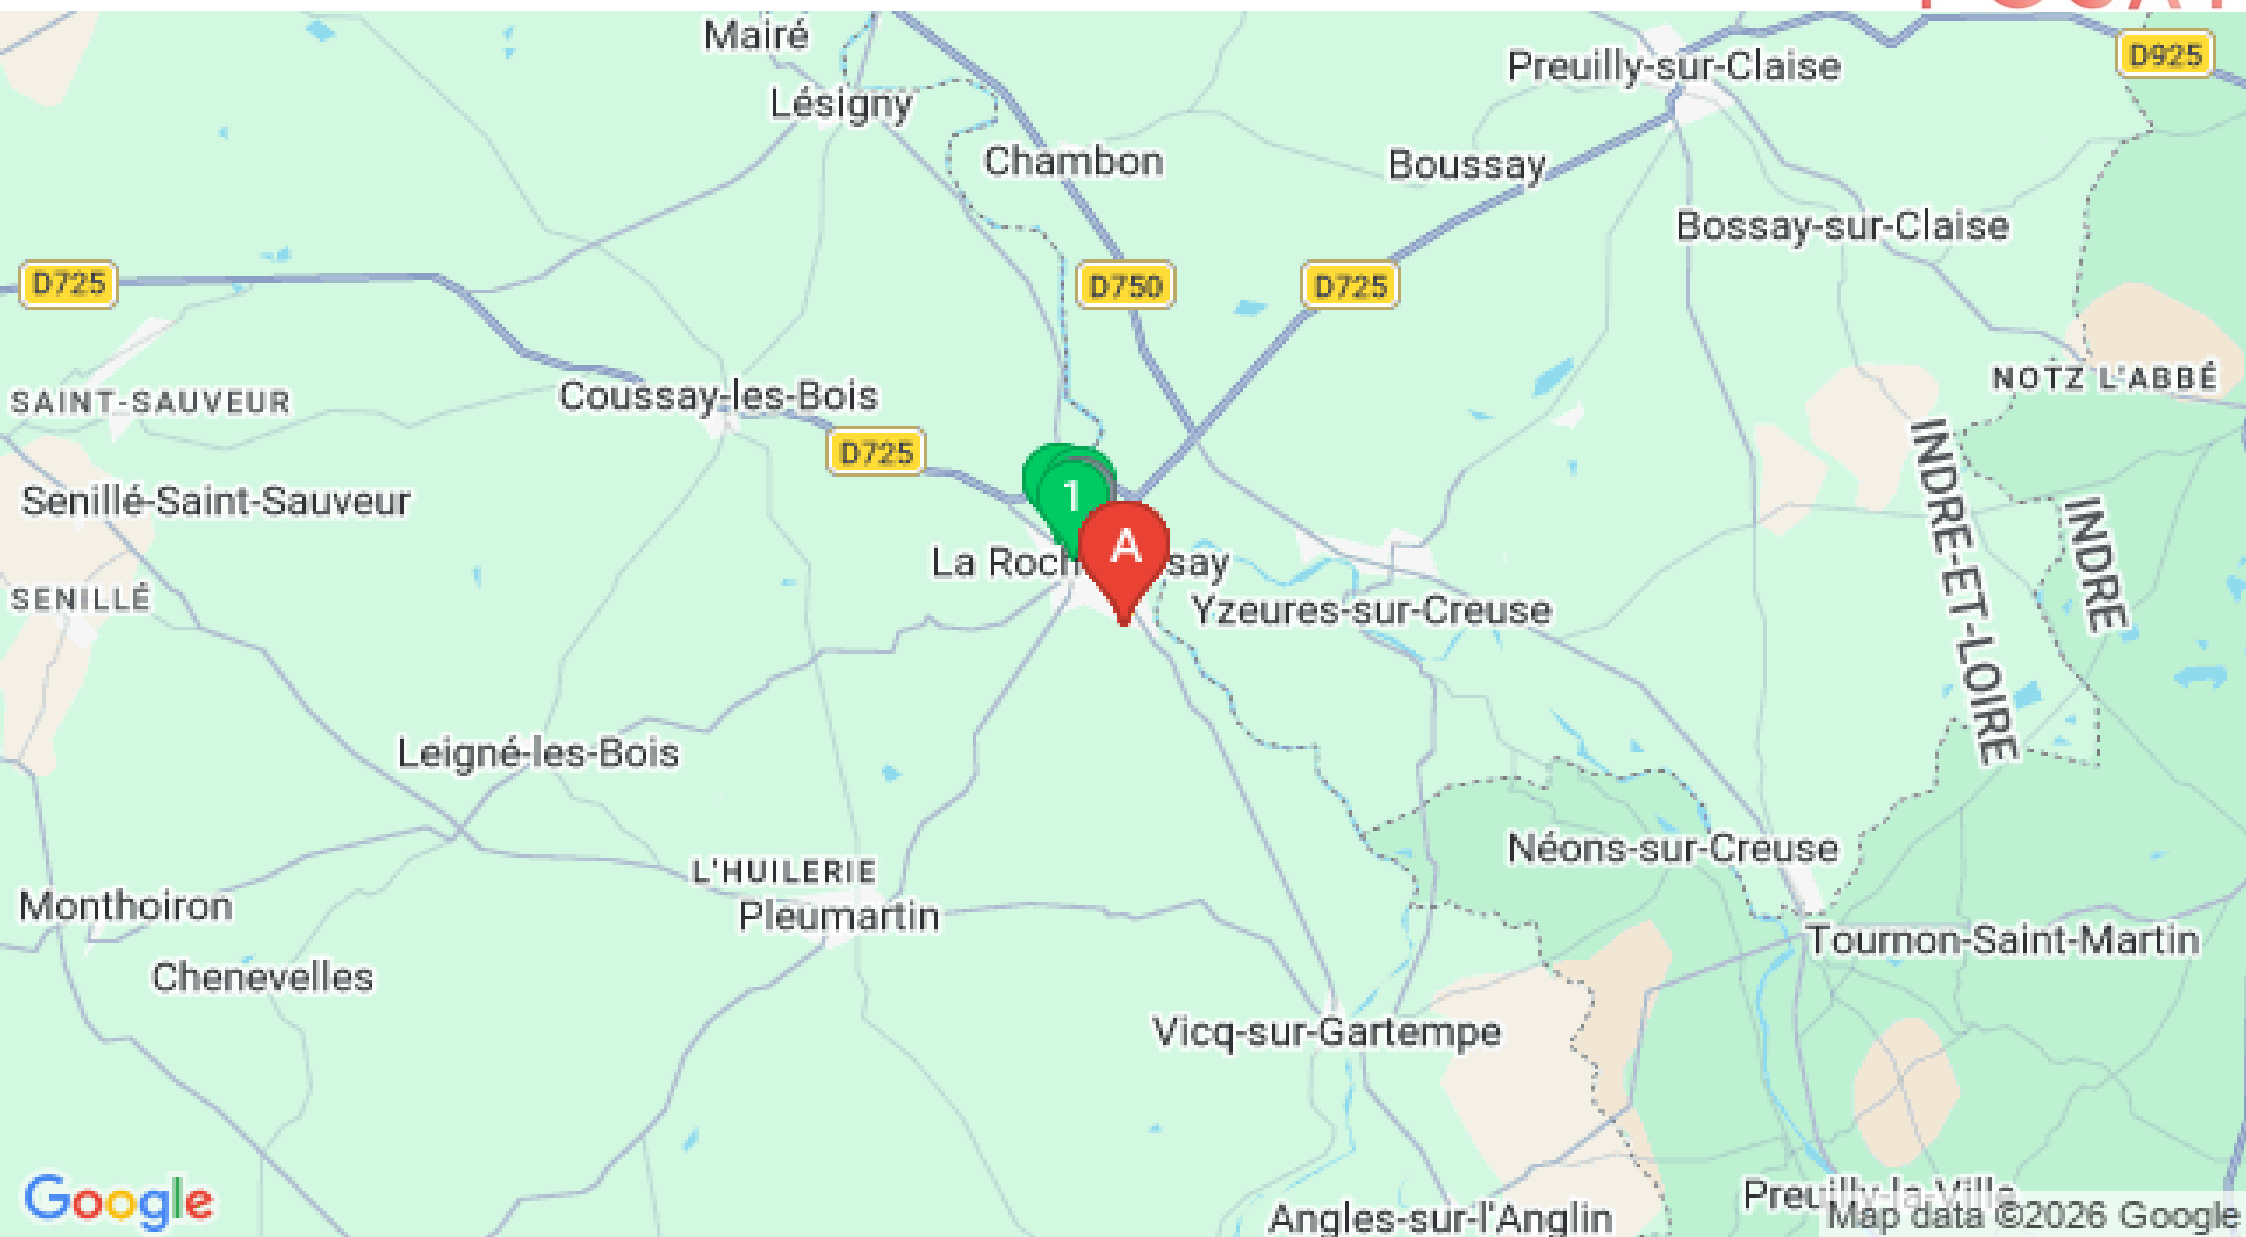 Mairé
Preuilly-sur-Claise
D925
Lésigny
Chambon
Boussay
Bossay-sur-Claise
D725
D750
D725
NOTZ L'ABBÉ
SAINT-SAUVEUR
Coussay-les-Bois
D725
INDRE-ET-LOIRE
INDRE
Senillé-Saint-Sauveur
1
A
La Roch
say
SENILLÉ
Yzeures-sur-Creuse
Leigné-les-Bois
Néons-sur-Creuse
L'HUILERIE
Monthoiron
Pleumartin
Tournon-Saint-Martin
Chenevelles
Vicq-sur-Gartempe
Google
Preuilly-la-Ville
Angles-sur-l'Anglin
Map data ©2026 Google